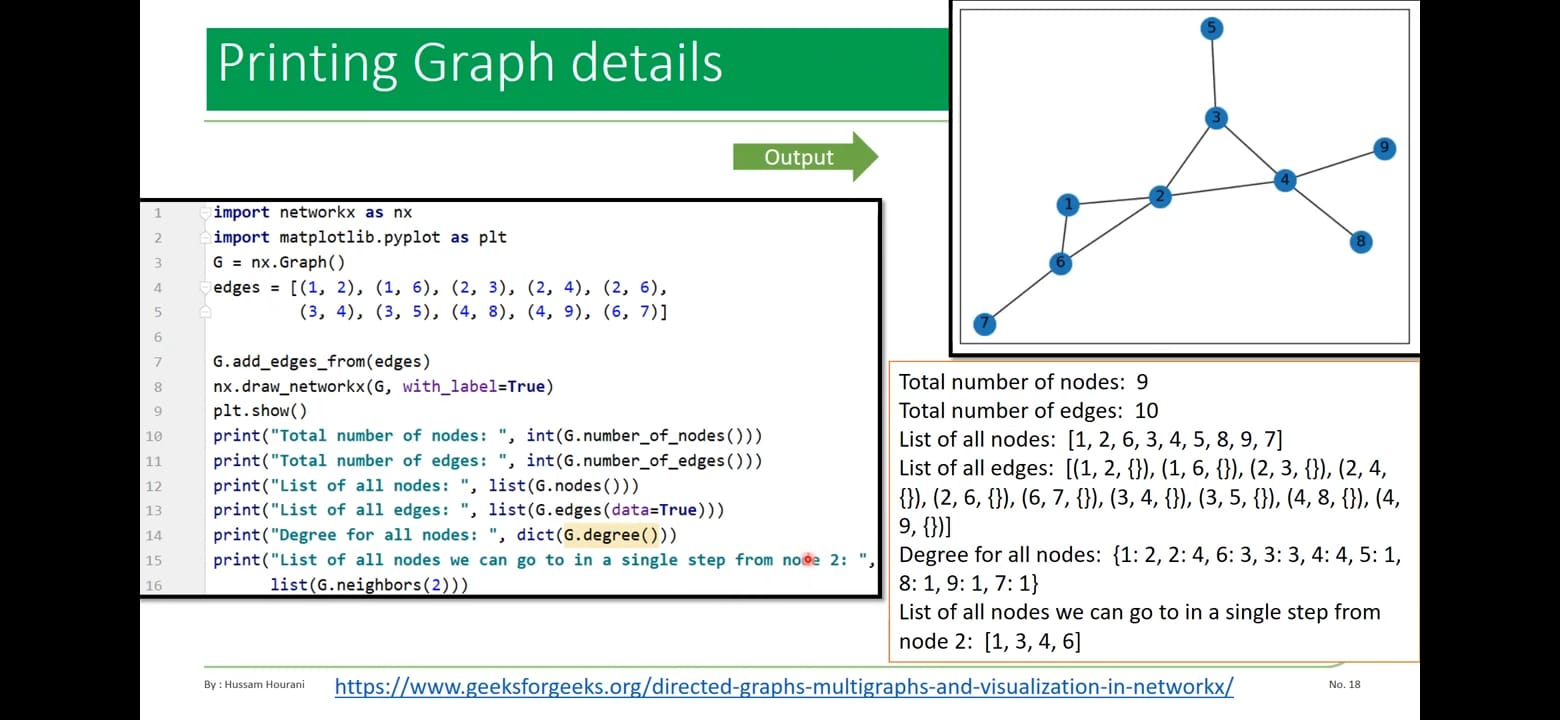 Printing Graph details
Output
5
3
9
4
2
1
8
6
7
1 import networkx as nx
2 import matplotlib.pyplot as plt
3 G = nx.Graph()
4 edges = [(1, 2), (1, 6), (2, 3), (2, 4), (2, 6),
5 (3, 4), (3, 5), (4, 8), (4, 9), (6, 7)]
6
7 G.add_edges_from(edges)
8 nx.draw_networkx(G, with_label=True)
9 plt.show()
10 print("Total number of nodes: ", int(G.number_of_nodes()))
11 print("Total number of edges: ", int(G.number_of_edges()))
12 print("List of all nodes: ", list(G.nodes()))
13 print("List of all edges: ", list(G.edges(data=True)))
14 print("Degree for all nodes: ", dict(G.degree()))
15 print("List of all nodes we can go to in a single step from node 2: ",
16 list(G.neighbors(2)))
Total number of nodes: 9
Total number of edges: 10
List of all nodes: [1, 2, 6, 3, 4, 5, 8, 9, 7]
List of all edges: [(1, 2, {}), (1, 6, {}), (2, 3, {}), (2, 4,
{}), (2, 6, {}), (6, 7, {}), (3, 4, {}), (3, 5, {}), (4, 8, {}), (4,
9, {})]
Degree for all nodes: {1: 2, 2: 4, 6: 3, 3: 3, 4: 4, 5: 1,
8: 1, 9: 1, 7: 1}
List of all nodes we can go to in a single step from
node 2: [1, 3, 4, 6]
By : Hussam Hourani
https://www.geeksforgeeks.org/directed-graphs-multigraphs-and-visualization-in-networkx/
No. 18